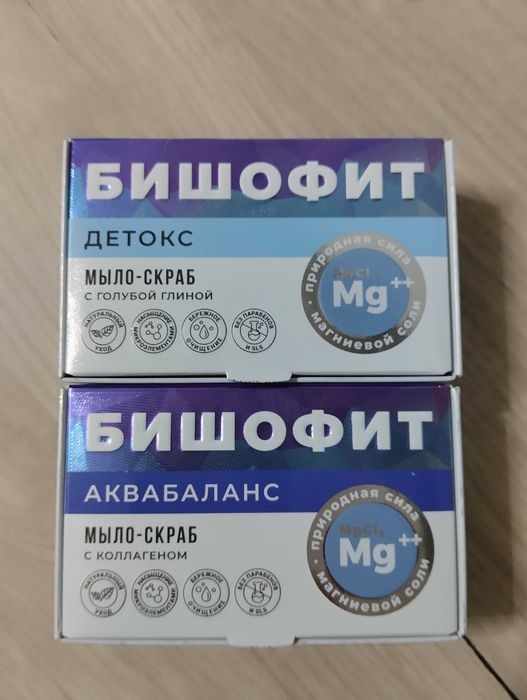 БИШОФИТ
ДЕТОКС
МЫЛО-СКРАБ
С ГОЛУБОЙ ГЛИНОЙ
НАТУРАЛЬНЫЙ УХОД
НАСЫЩЕНИЕ МИКРОЭЛЕМЕНТАМИ
БЕРЕЖНОЕ ОЧИЩЕНИЕ
БЕЗ ПАРАБЕНОВ И SLS
природная сила
MgCl₂
Mg++
магниевой соли
БИШОФИТ
АКВАБАЛАНС
МЫЛО-СКРАБ
С КОЛЛАГЕНОМ
НАТУРАЛЬНЫЙ УХОД
НАСЫЩЕНИЕ МИКРОЭЛЕМЕНТАМИ
БЕРЕЖНОЕ ОЧИЩЕНИЕ
БЕЗ ПАРАБЕНОВ И SLS
природная сила
MgCl₂
Mg++
магниевой соли